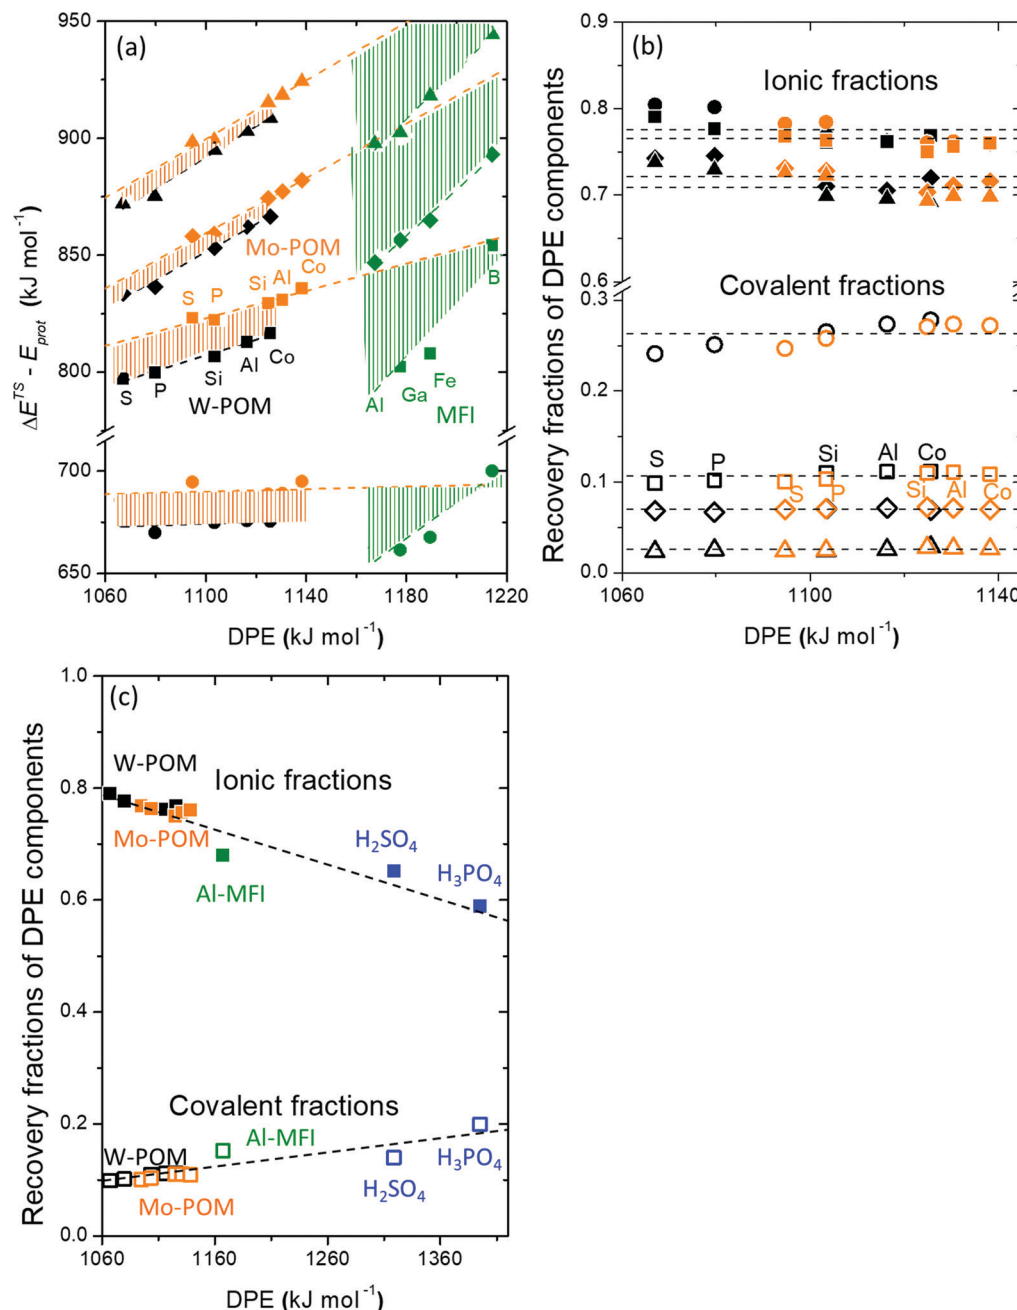 (a)
950
900
850
800
700
650
ΔE^TS - E_prot (kJ mol⁻¹)
Mo-POM
S
P
Si
Al
Co
S
P
Si
Al
Co
W-POM
Al
Ga
Fe
B
MFI
1060
1100
1140
1180
1220
DPE (kJ mol⁻¹)
(b)
0.9
0.8
0.7
0.6
0.3
0.2
0.1
0.0
Recovery fractions of DPE components
Ionic fractions
Covalent fractions
S
P
Si
Al
Co
S
P
Si
Al
Co
1060
1100
1140
DPE (kJ mol⁻¹)
(c)
1.0
0.8
0.6
0.4
0.2
0.0
Recovery fractions of DPE components
W-POM
Ionic fractions
Mo-POM
Al-MFI
H₂SO₄
H₃PO₄
Covalent fractions
W-POM
Al-MFI
Mo-POM
H₂SO₄
H₃PO₄
1060
1160
1260
1360
DPE (kJ mol⁻¹)